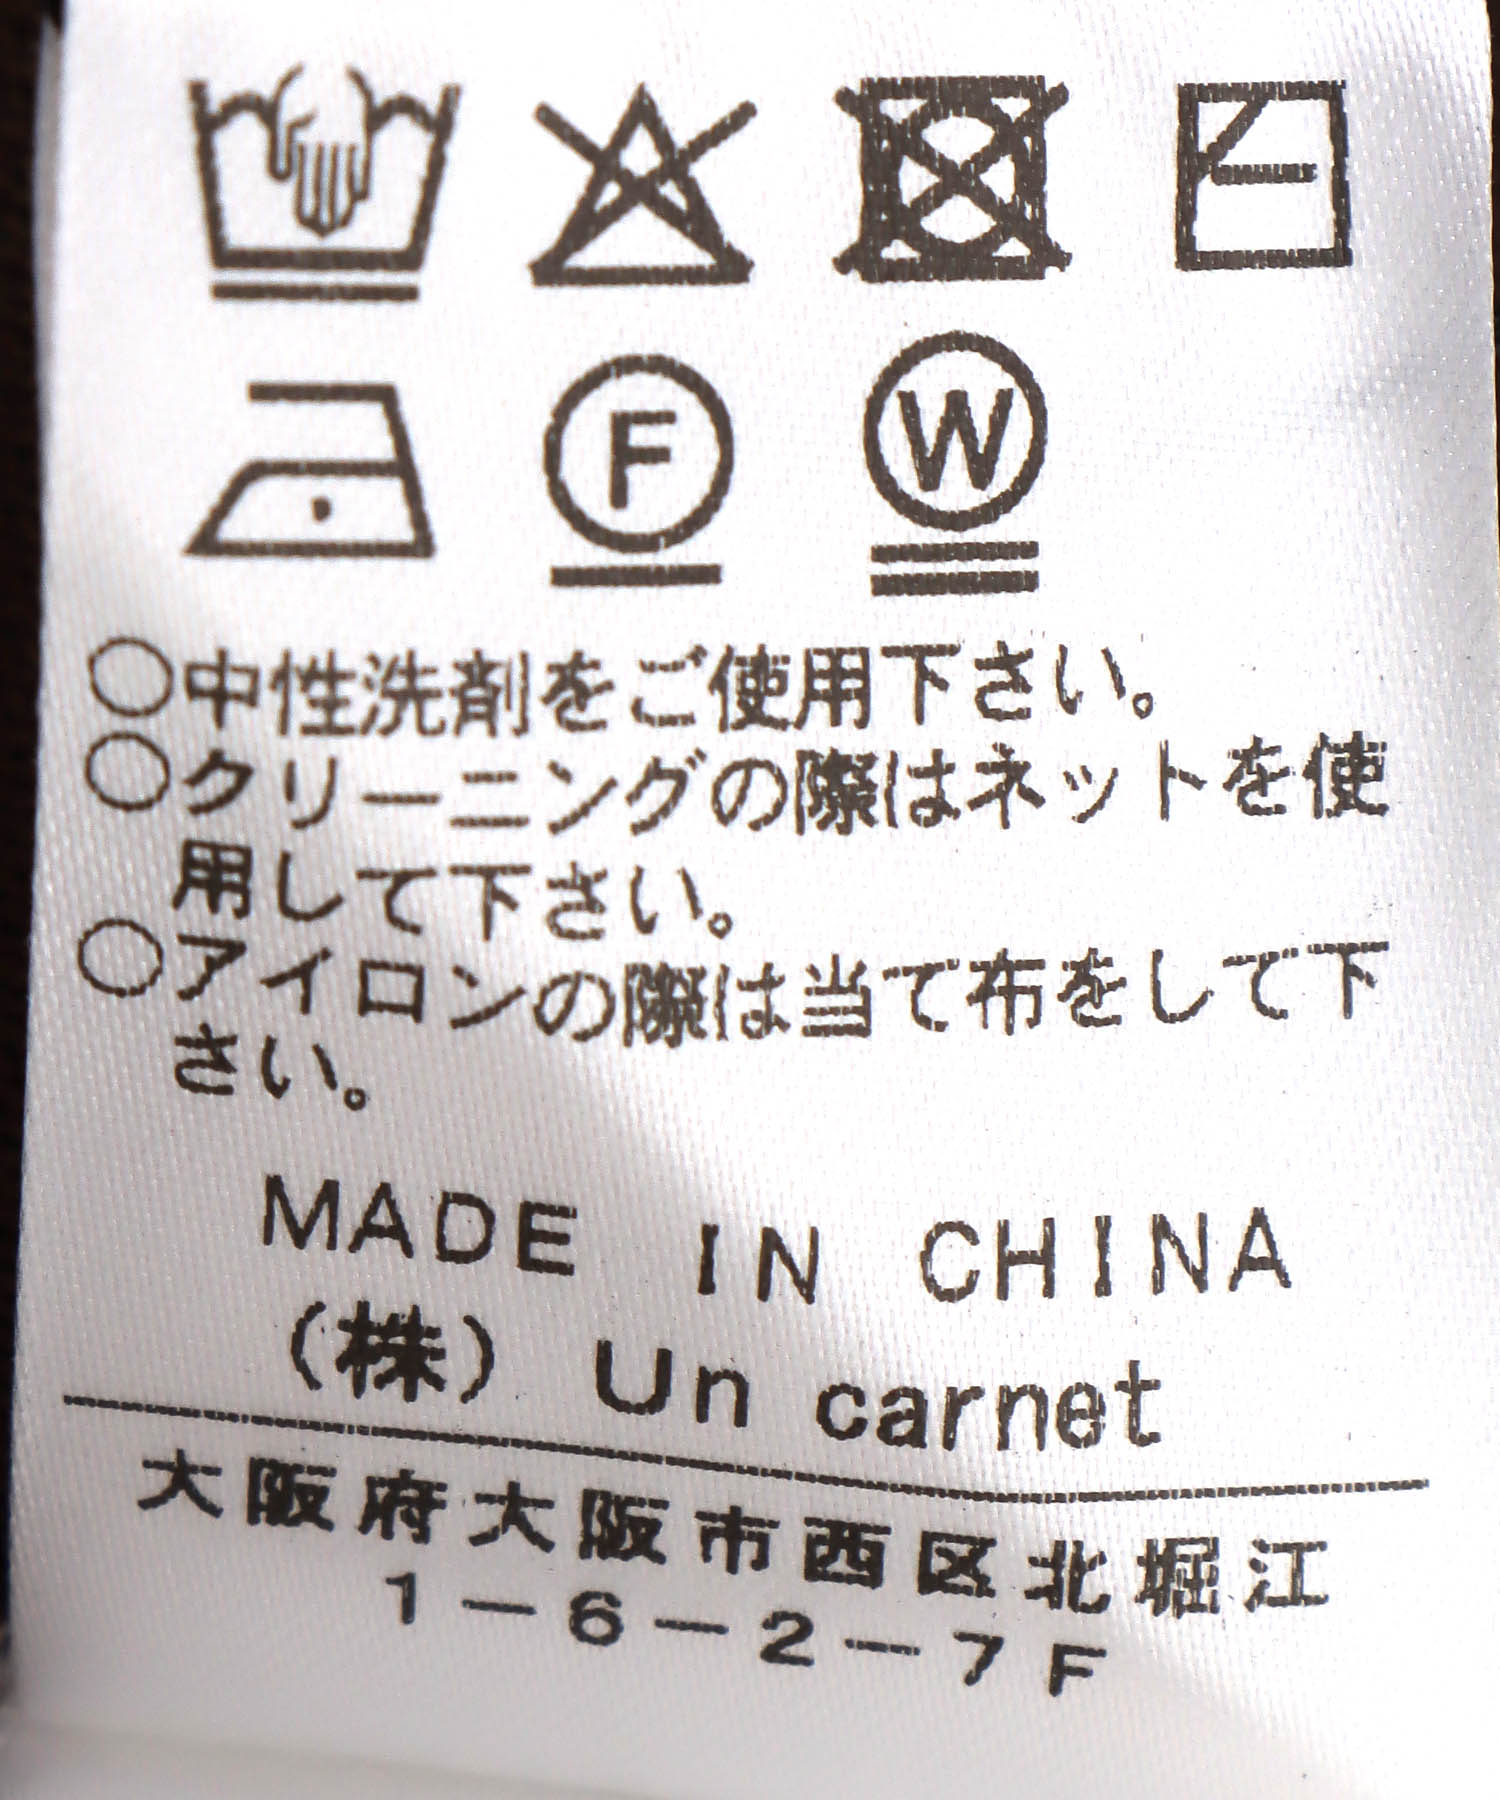 F
W
○中性洗剤をご使用下さい。
○クリーニングの際はネットを使
用して下さい。
○アイロンの際は当て布をして下
さい。
MADE IN CHINA
(株) Un carnet
大阪府大阪市西区北堀江
1-6-2-7F